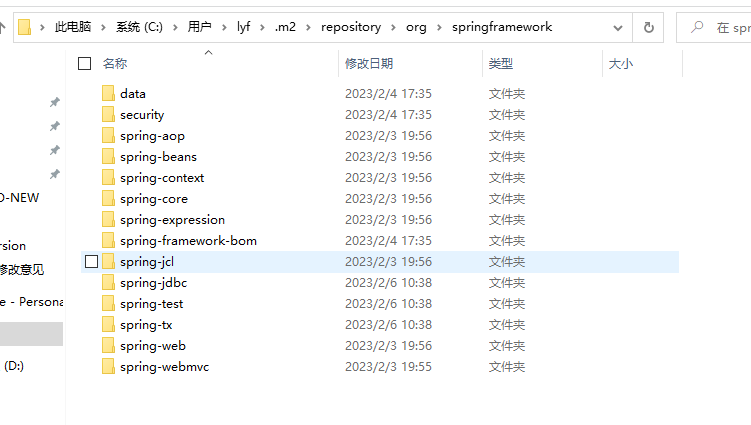 此电脑 › 系统 (C:) › 用户 › lyf › .m2 › repository › org › springframework
在 spr
名称 修改日期 类型 大小
data 2023/2/4 17:35 文件夹
security 2023/2/4 17:35 文件夹
spring-aop 2023/2/3 19:56 文件夹
spring-beans 2023/2/3 19:56 文件夹
spring-context 2023/2/3 19:56 文件夹
O-NEW
spring-core 2023/2/3 19:56 文件夹
spring-expression 2023/2/3 19:56 文件夹
rsion
spring-framework-bom 2023/2/4 17:35 文件夹
修改意见
spring-jcl 2023/2/3 19:56 文件夹
spring-jdbc 2023/2/6 10:38 文件夹
e - Persona
spring-test 2023/2/6 10:38 文件夹
spring-tx 2023/2/6 10:38 文件夹
spring-web 2023/2/3 19:56 文件夹
(D:)
spring-webmvc 2023/2/3 19:55 文件夹